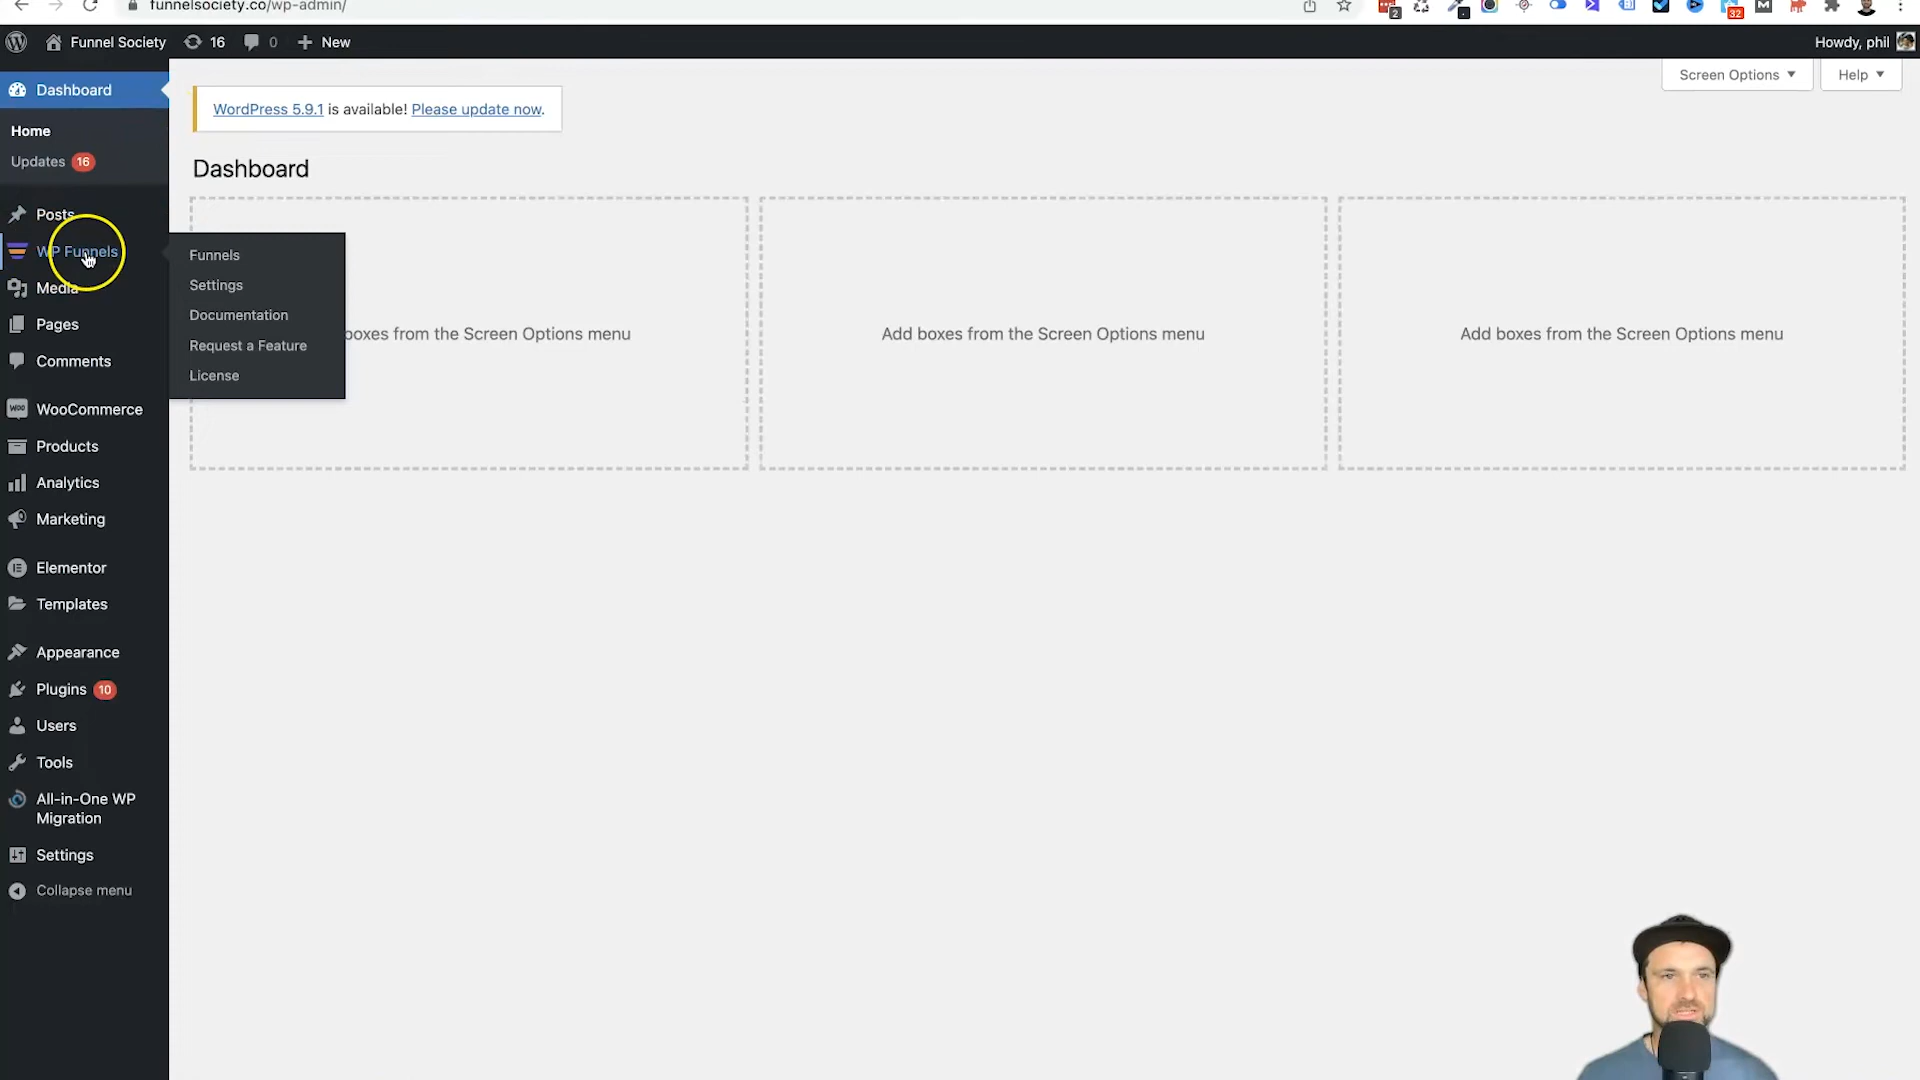 funnelsociety.co/wp-admin/
2
32
Funnel Society 16 0 New
Howdy, phil
Screen Options
Help
Dashboard
Home
Updates 16
Posts
WP Funnels
Media
Pages
Comments
WooCommerce
Products
Analytics
Marketing
Elementor
Templates
Appearance
Plugins 10
Users
Tools
All-in-One WP
Migration
Settings
Collapse menu
Funnels
Settings
Documentation
Request a Feature
License
WordPress 5.9.1 is available! Please update now.
Dashboard
boxes from the Screen Options menu
Add boxes from the Screen Options menu
Add boxes from the Screen Options menu